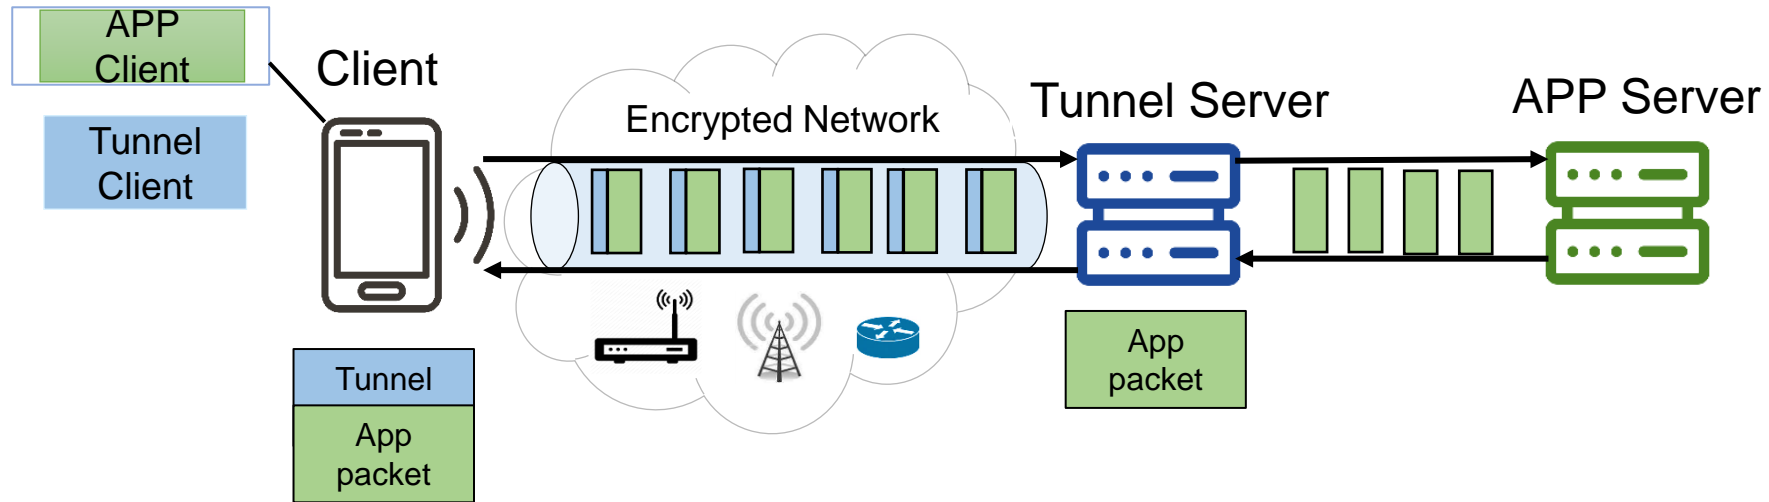 APP
Client
Client
Tunnel
Client
Encrypted Network
Tunnel Server
APP Server
Tunnel
App
packet
App
packet